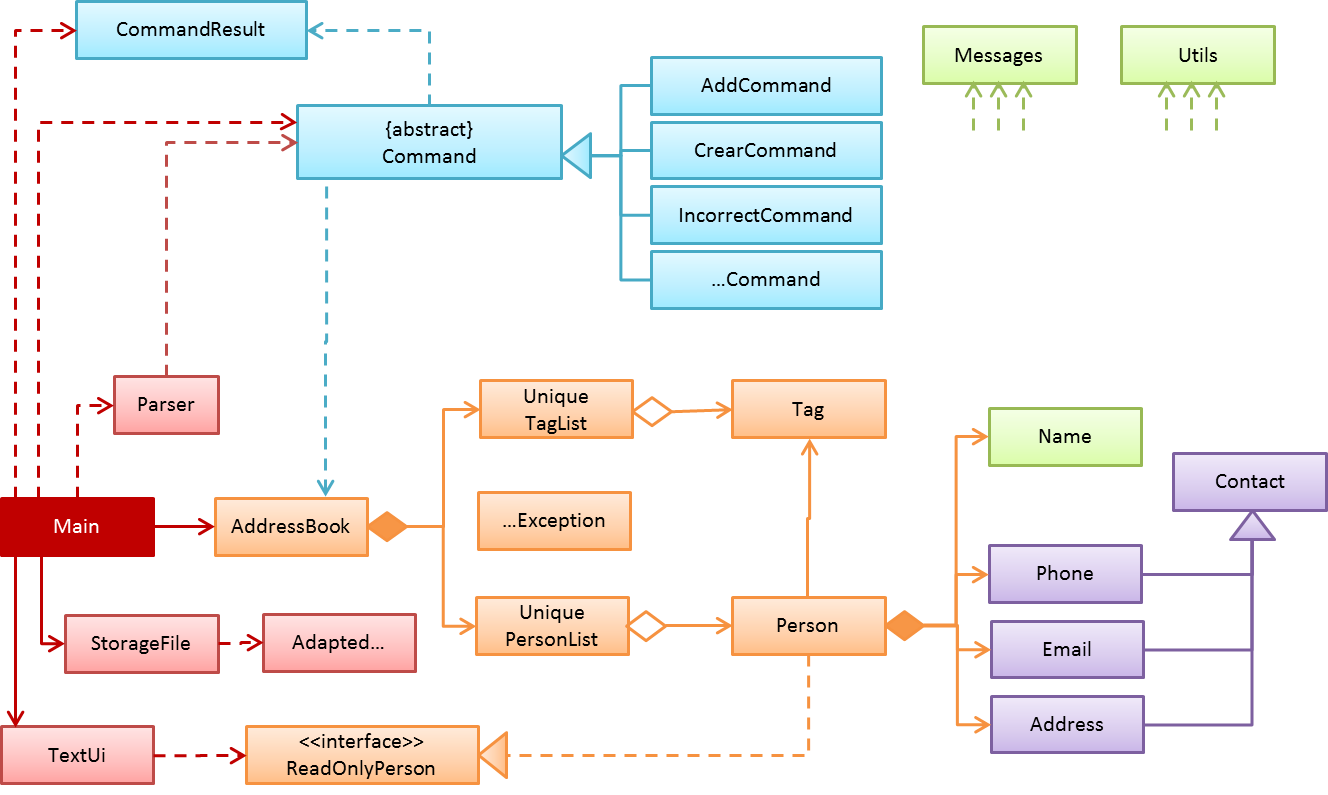 CommandResult
Messages
Utils
AddCommand
{abstract}
Command
CrearCommand
IncorrectCommand
...Command
Parser
Unique
TagList
Tag
Name
Contact
Main
AddressBook
...Exception
Phone
Unique
PersonList
Person
StorageFile
Adapted...
Email
Address
TextUi
<<interface>>
ReadOnlyPerson